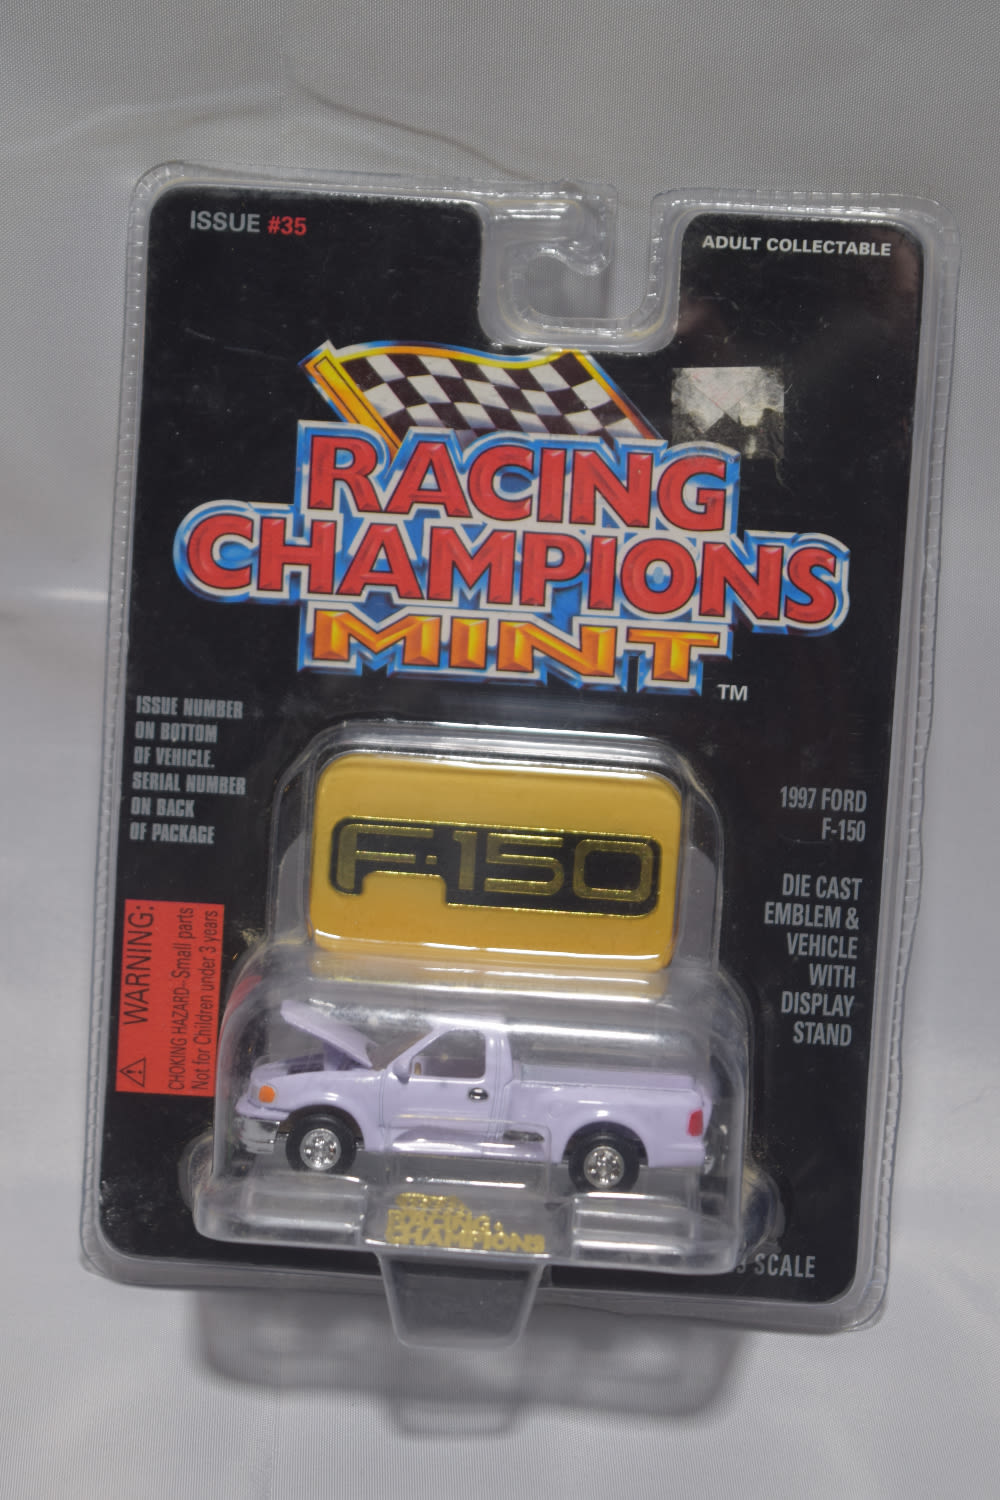 ISSUE #35
ADULT COLLECTABLE
RACING
CHAMPIONS
MINT
TM
ISSUE NUMBER
ON BOTTOM
OF VEHICLE.
SERIAL NUMBER
ON BACK
OF PACKAGE
F-150
1997 FORD
F-150
DIE CAST
EMBLEM &
VEHICLE
WITH
DISPLAY
STAND
WARNING:
CHOKING HAZARD-Small parts
Not for Children under 3 years
RACING
CHAMPIONS
SCALE